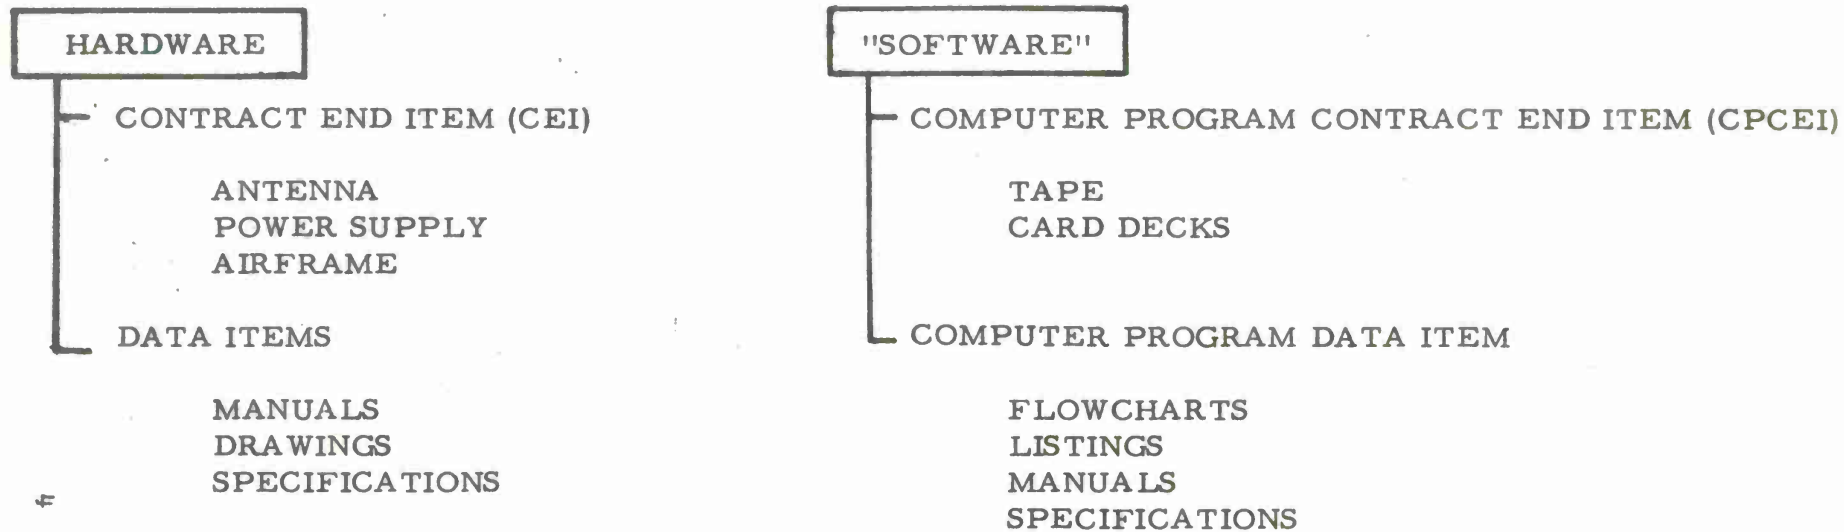 HARDWARE
CONTRACT END ITEM (CEI)
ANTENNA
POWER SUPPLY
AIRFRAME
DATA ITEMS
MANUALS
DRAWINGS
SPECIFICATIONS
4
"SOFTWARE"
COMPUTER PROGRAM CONTRACT END ITEM (CPCEI)
TAPE
CARD DECKS
COMPUTER PROGRAM DATA ITEM
FLOWCHARTS
LISTINGS
MANUALS
SPECIFICATIONS